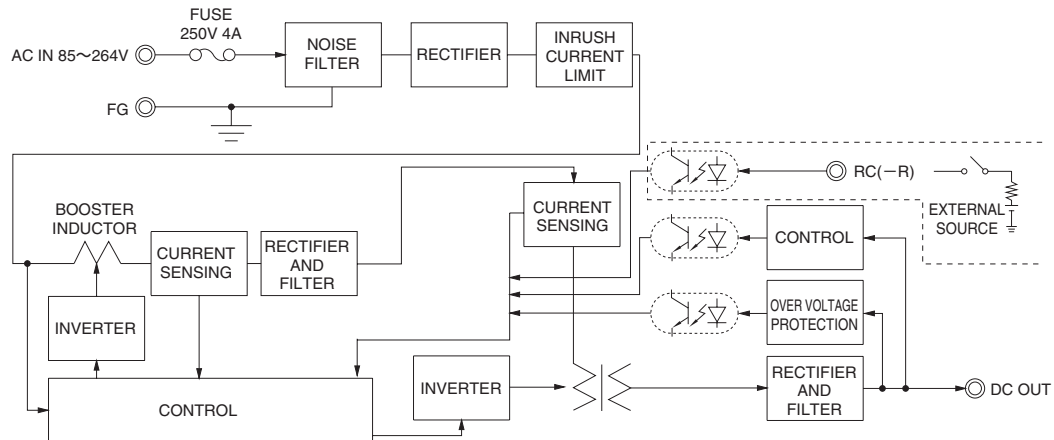 FUSE
250V 4A
AC IN 85～264V
NOISE
FILTER
RECTIFIER
INRUSH
CURRENT
LIMIT
FG
RC(－R)
EXTERNAL
SOURCE
BOOSTER
INDUCTOR
CURRENT
SENSING
RECTIFIER
AND
FILTER
CURRENT
SENSING
CONTROL
INVERTER
OVER VOLTAGE
PROTECTION
CONTROL
INVERTER
RECTIFIER
AND
FILTER
DC OUT